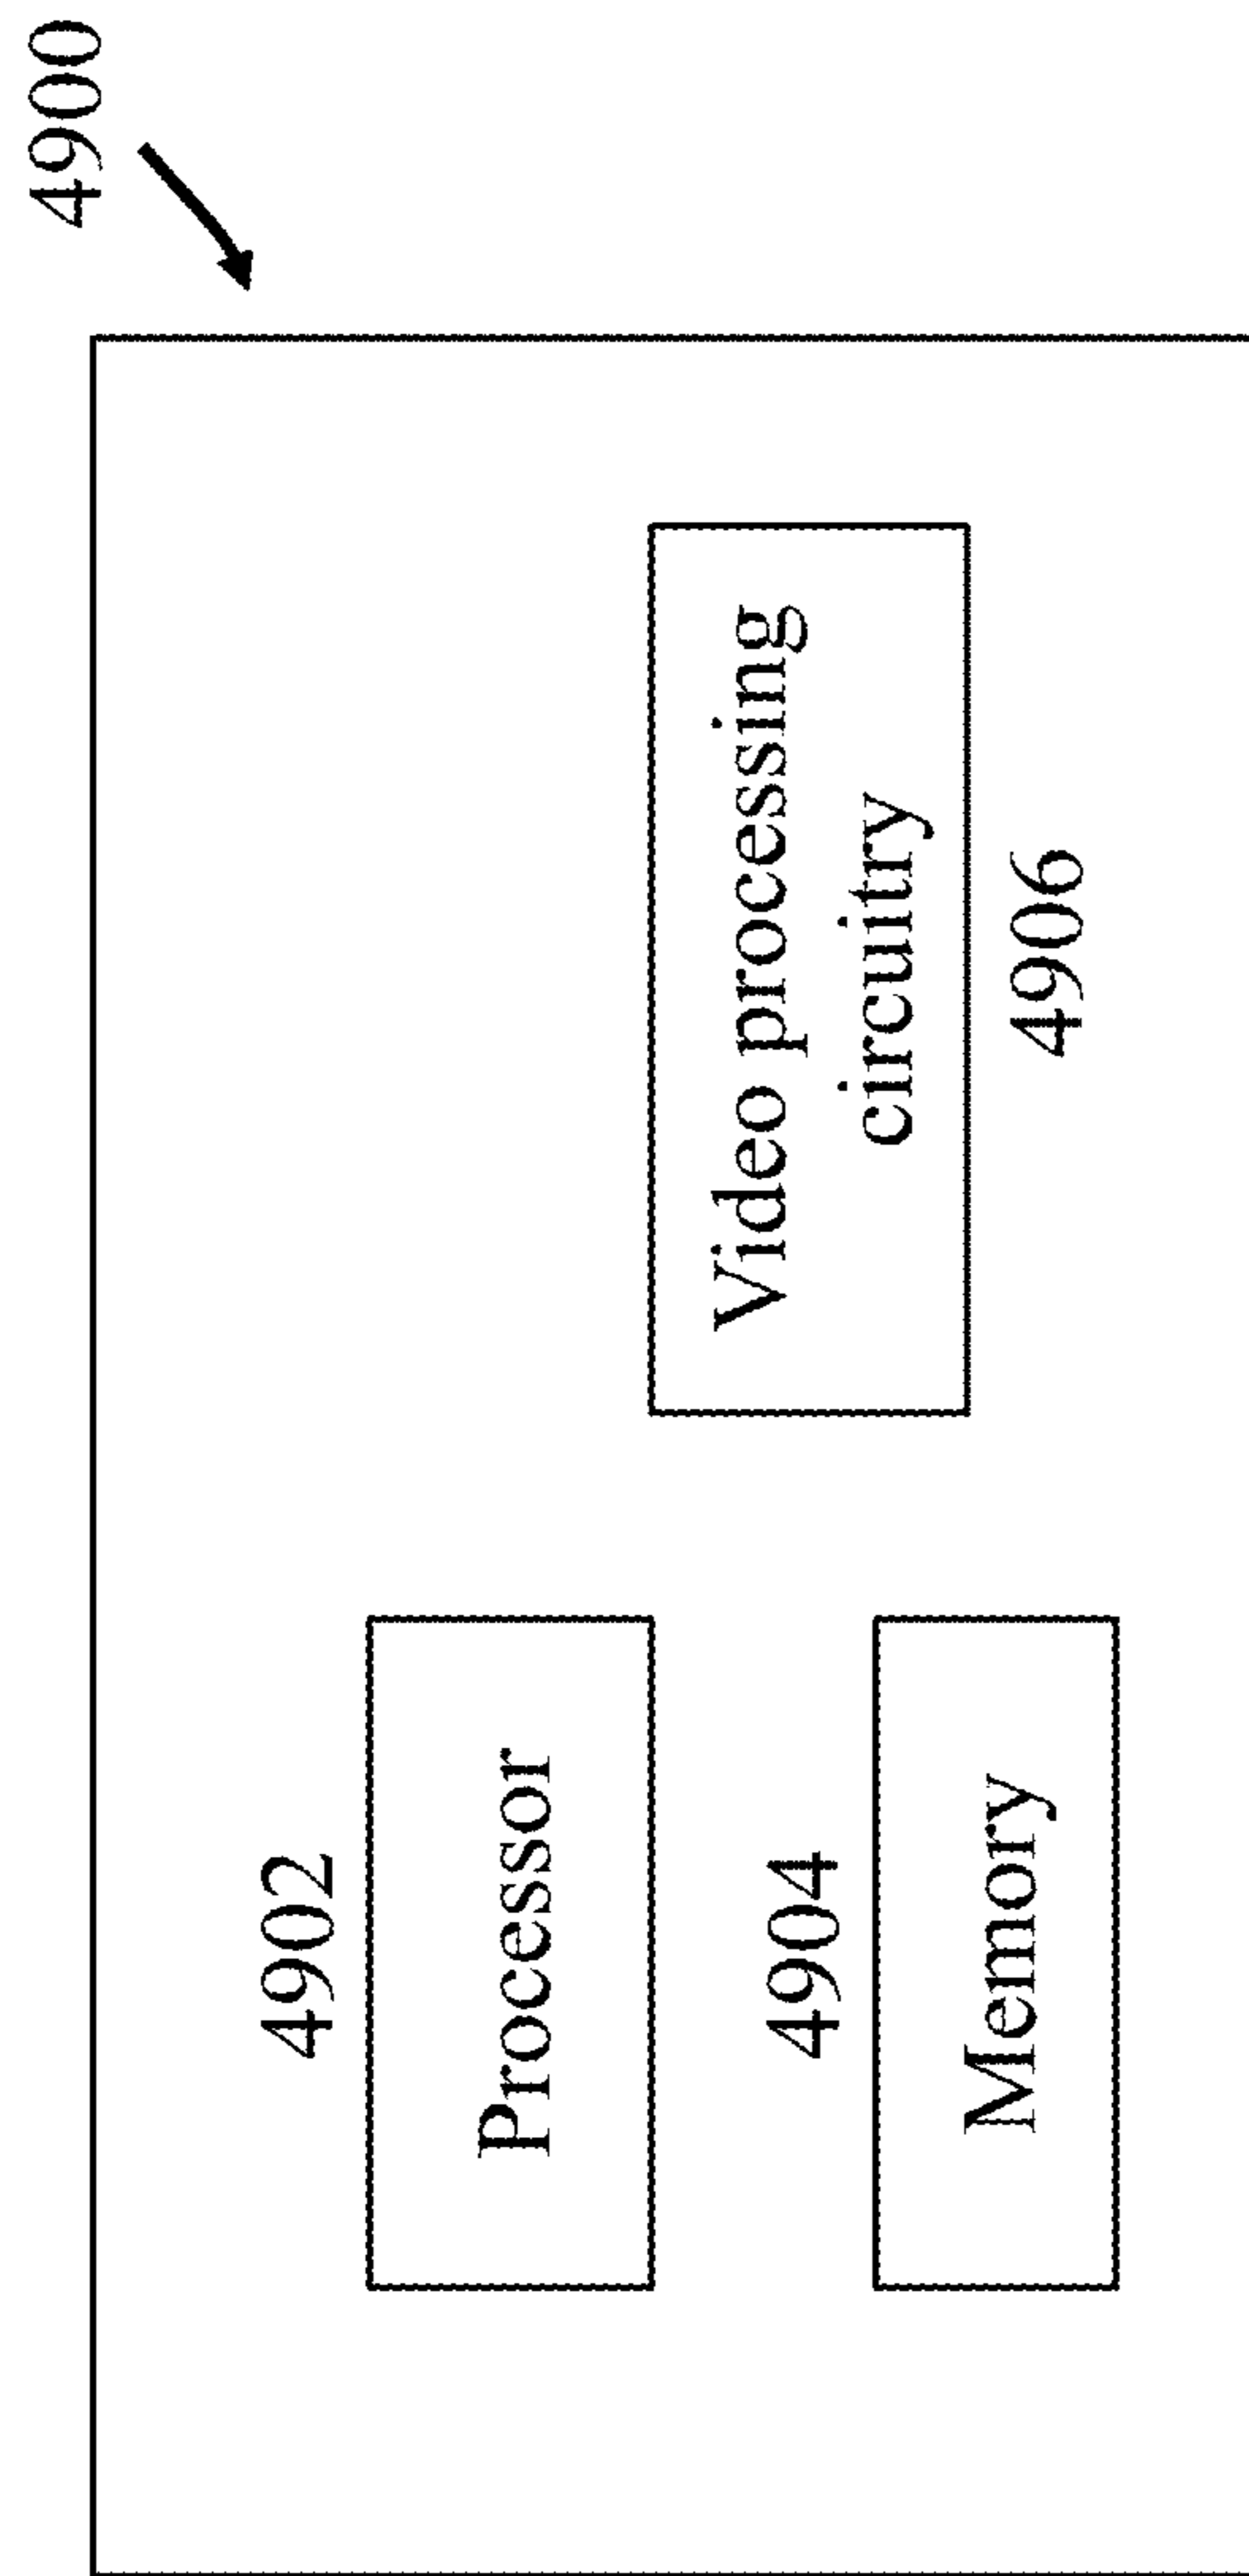 4900
4902
Processor
4904
Memory
Video processing
circuitry
4906